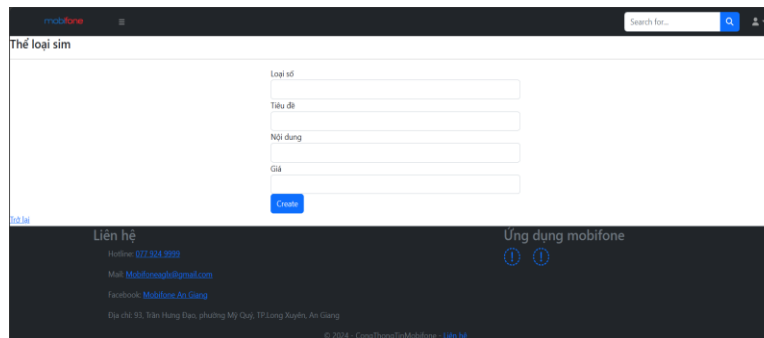 mobifone
Search for...
Thể loại sim
Loại số
Tiêu đề
Nội dung
Giá
Create
Trở lại
Liên hệ
Ứng dụng mobifone
Hotline: 077 924 9999
Mail: Mobifoneagls@gmail.com
Facebook: Mobifone An Giang
Địa chỉ: 93, Trần Hưng Đạo, phường Mỹ Quý, TP.Long Xuyên, An Giang
© 2024 - CongThongTinMobifone - Liên hệ